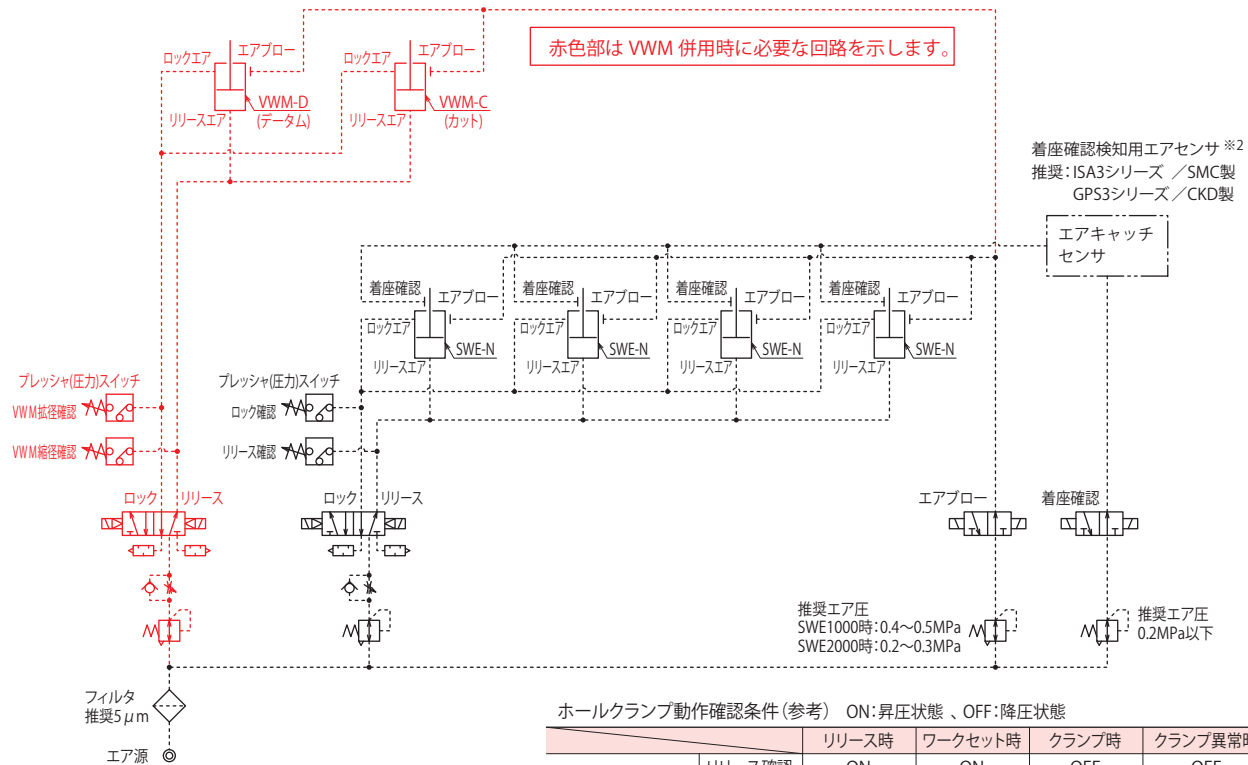 赤色部は VWM 併用時に必要な回路を示します。
ロックエア
エアブロー
VWM-D
(データム)
リリースエア
ロックエア
エアブロー
VWM-C
(カット)
リリースエア
着座確認検知用エアセンサ ※2
推奨:ISA3シリーズ /SMC製
GPS3シリーズ/CKD製
エアキャッチ
センサ
着座確認
エアブロー
ロックエア
SWE-N
リリースエア
着座確認
エアブロー
ロックエア
SWE-N
リリースエア
着座確認
エアブロー
ロックエア
SWE-N
リリースエア
着座確認
エアブロー
ロックエア
SWE-N
リリースエア
プレッシャ(圧力)スイッチ
VWM拡径確認
VWM縮径確認
プレッシャ(圧力)スイッチ
ロック確認
リリース確認
ロック
リリース
ロック
リリース
エアブロー
着座確認
推奨エア圧
SWE1000時:0.4~0.5MPa
SWE2000時:0.2~0.3MPa
推奨エア圧
0.2MPa以下
フィルタ
推奨5μm
エア源
ホールクランプ動作確認条件(参考) ON:昇圧状態 、OFF:降圧状態
リリース時 ワークセット時 クランプ時 クランプ異常時